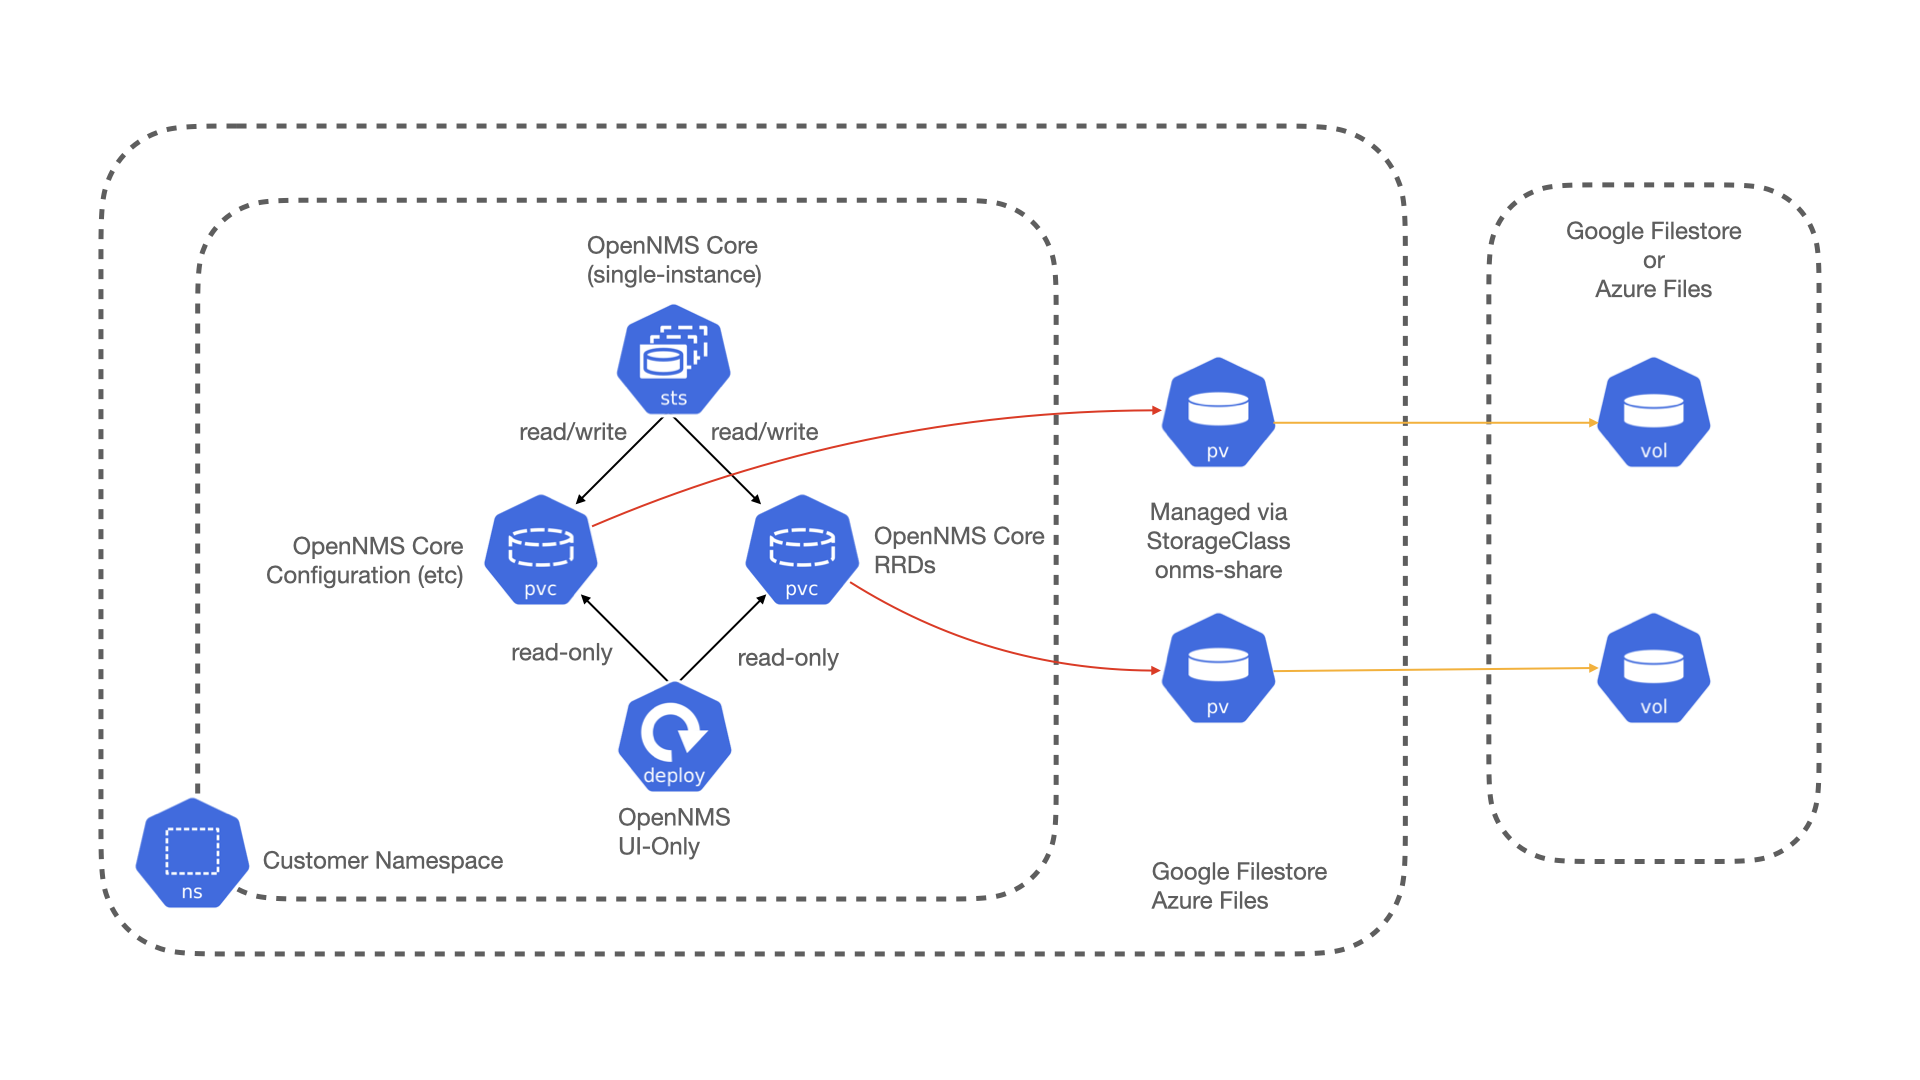 OpenNMS Core
(single-instance)
sts
read/write
read/write
OpenNMS Core
Configuration (etc)
pvc
pvc
OpenNMS Core
RRDs
read-only
read-only
deploy
OpenNMS
UI-Only
ns
Customer Namespace
pv
Managed via
StorageClass
onms-share
pv
Google Filestore
Azure Files
Google Filestore
or
Azure Files
vol
vol